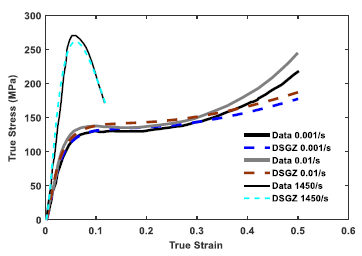 300
250
200
150
100
50
0
True Stress (MPa)
Data 0.001/s
DSGZ 0.001/s
Data 0.01/s
DSGZ 0.01/s
Data 1450/s
DSGZ 1450/s
0 0.1 0.2 0.3 0.4 0.5 0.6
True Strain